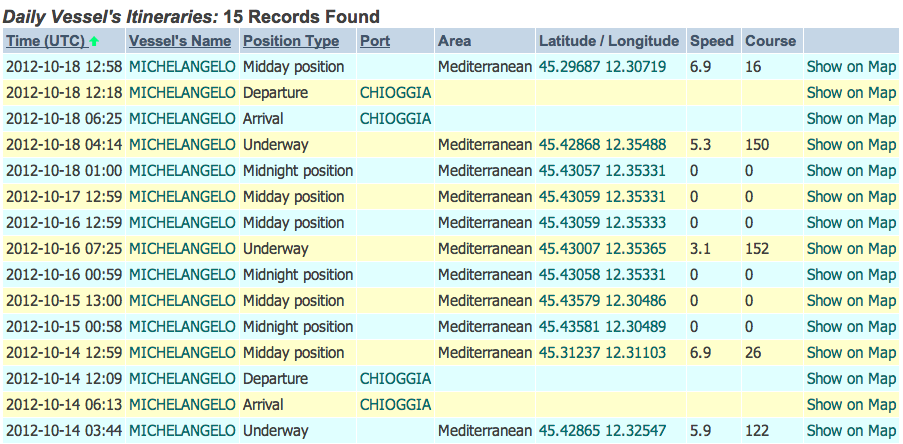 Daily Vessel's Itineraries: 15 Records Found
Time (UTC) Vessel's Name Position Type Port Area Latitude / Longitude Speed Course
2012-10-18 12:58 MICHELANGELO Midday position Mediterranean 45.29687 12.30719 6.9 16 Show on Map
2012-10-18 12:18 MICHELANGELO Departure CHIOGGIA Show on Map
2012-10-18 06:25 MICHELANGELO Arrival CHIOGGIA Show on Map
2012-10-18 04:14 MICHELANGELO Underway Mediterranean 45.42868 12.35488 5.3 150 Show on Map
2012-10-18 01:00 MICHELANGELO Midnight position Mediterranean 45.43057 12.35331 0 0 Show on Map
2012-10-17 12:59 MICHELANGELO Midday position Mediterranean 45.43059 12.35331 0 0 Show on Map
2012-10-16 12:59 MICHELANGELO Midday position Mediterranean 45.43059 12.35333 0 0 Show on Map
2012-10-16 07:25 MICHELANGELO Underway Mediterranean 45.43007 12.35365 3.1 152 Show on Map
2012-10-16 00:59 MICHELANGELO Midnight position Mediterranean 45.43058 12.35331 0 0 Show on Map
2012-10-15 13:00 MICHELANGELO Midday position Mediterranean 45.43579 12.30486 0 0 Show on Map
2012-10-15 00:58 MICHELANGELO Midnight position Mediterranean 45.43581 12.30489 0 0 Show on Map
2012-10-14 12:59 MICHELANGELO Midday position Mediterranean 45.31237 12.31103 6.9 26 Show on Map
2012-10-14 12:09 MICHELANGELO Departure CHIOGGIA Show on Map
2012-10-14 06:13 MICHELANGELO Arrival CHIOGGIA Show on Map
2012-10-14 03:44 MICHELANGELO Underway Mediterranean 45.42865 12.32547 5.9 122 Show on Map